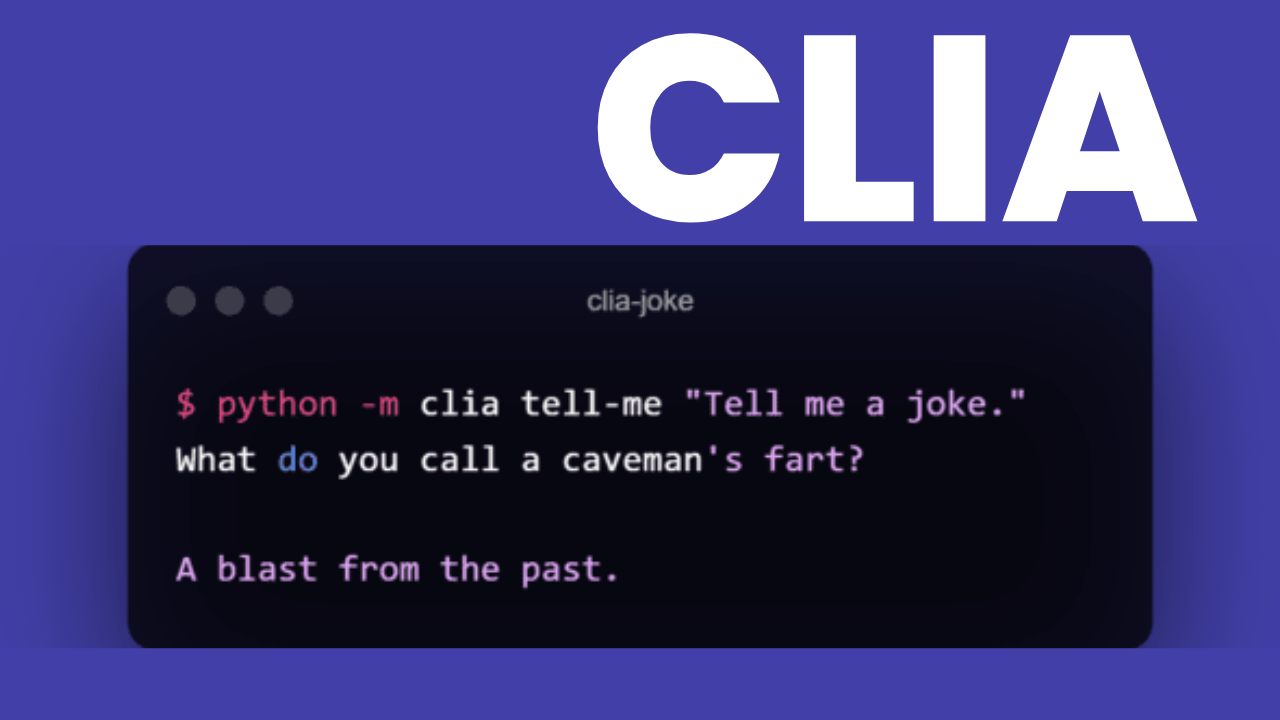 CLIA
clia-joke
$ python -m clia tell-me "Tell me a joke."
What do you call a caveman's fart?
A blast from the past.